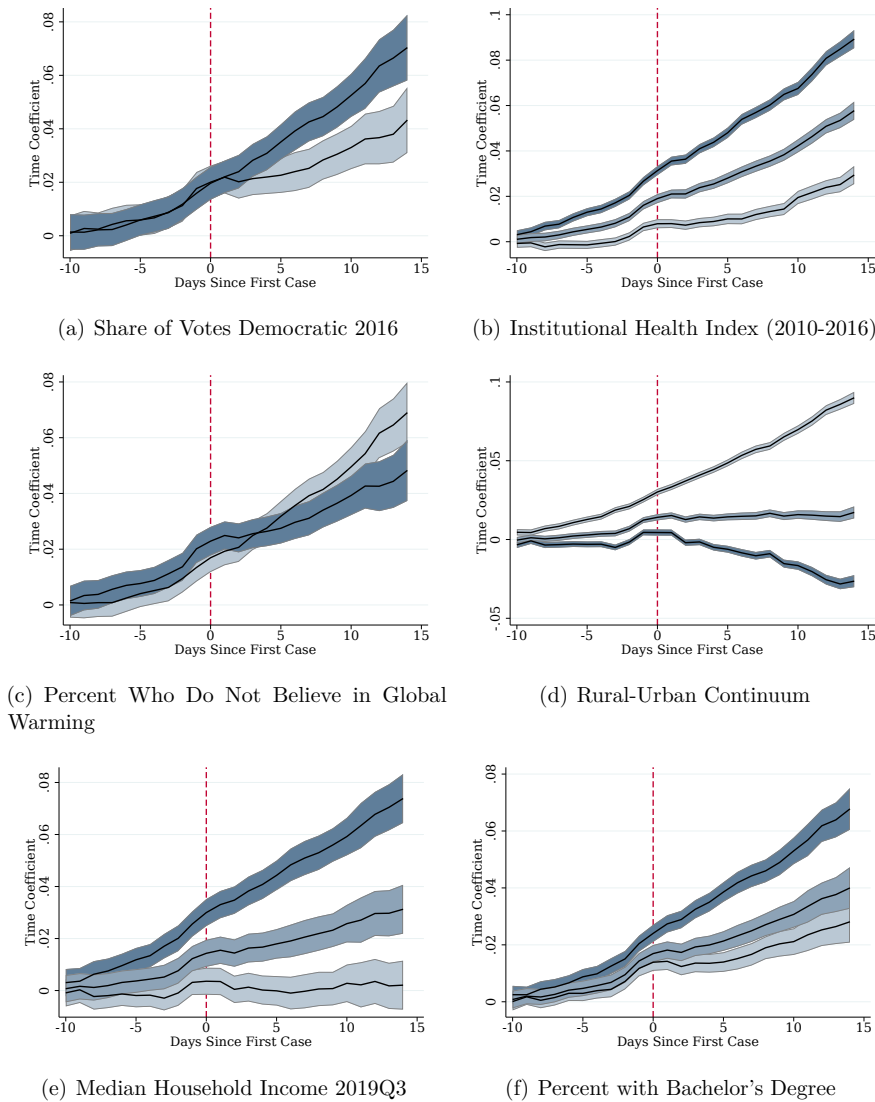 Time Coefficient
.08
.06
.04
.02
0
-10 -5 0 5 10 15
Days Since First Case
(a) Share of Votes Democratic 2016
Time Coefficient
.1
.08
.06
.04
.02
0
-10 -5 0 5 10 15
Days Since First Case
(b) Institutional Health Index (2010-2016)
Time Coefficient
.08
.06
.04
.02
0
-10 -5 0 5 10 15
Days Since First Case
(c) Percent Who Do Not Believe in Global
Warming
Time Coefficient
.1
.05
0
-.05
-10 -5 0 5 10 15
Days Since First Case
(d) Rural-Urban Continuum
Time Coefficient
.08
.06
.04
.02
0
-10 -5 0 5 10 15
Days Since First Case
(e) Median Household Income 2019Q3
Time Coefficient
.08
.06
.04
.02
0
-10 -5 0 5 10 15
Days Since First Case
(f) Percent with Bachelor's Degree